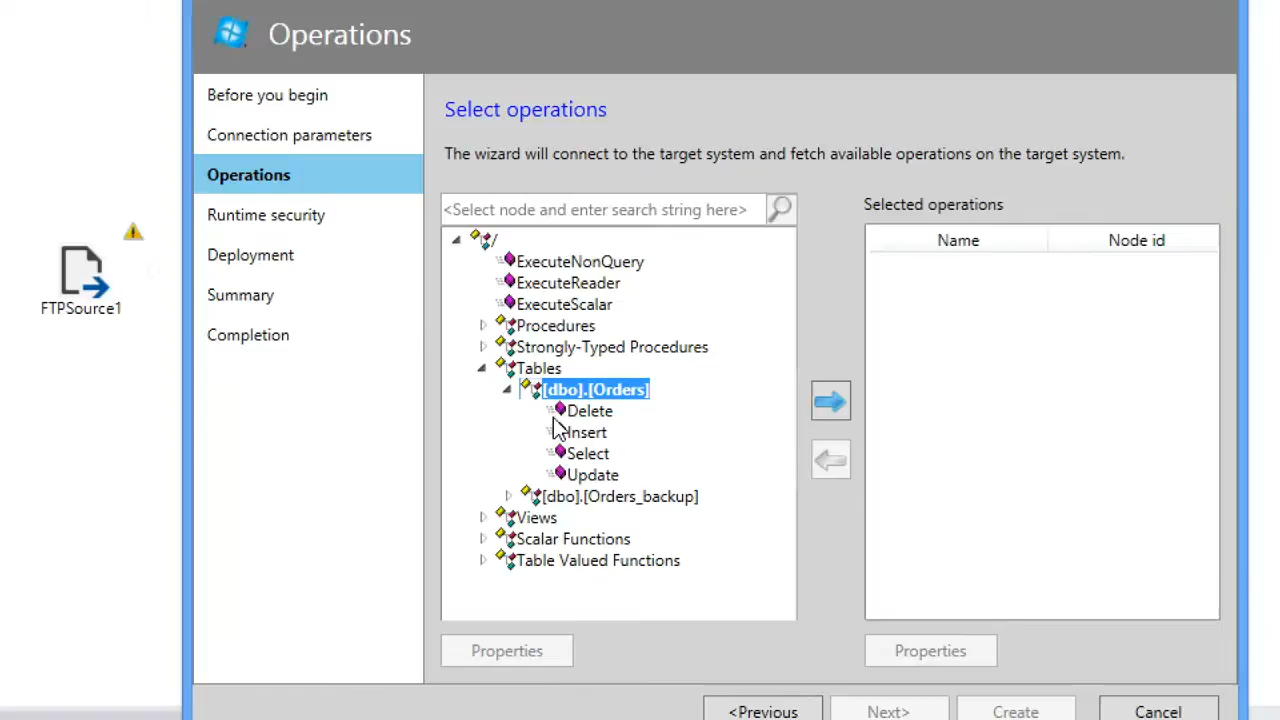 Operations
Before you begin
Connection parameters
Operations
Runtime security
Deployment
Summary
Completion
FTPSource1
Select operations
The wizard will connect to the target system and fetch available operations on the target system.
<Select node and enter search string here>
/
ExecuteNonQuery
ExecuteReader
ExecuteScalar
Procedures
Strongly-Typed Procedures
Tables
[dbo].[Orders]
Delete
Insert
Select
Update
[dbo].[Orders_backup]
Views
Scalar Functions
Table Valued Functions
Properties
Selected operations
Name Node id
Properties
<Previous Next> Create Cancel